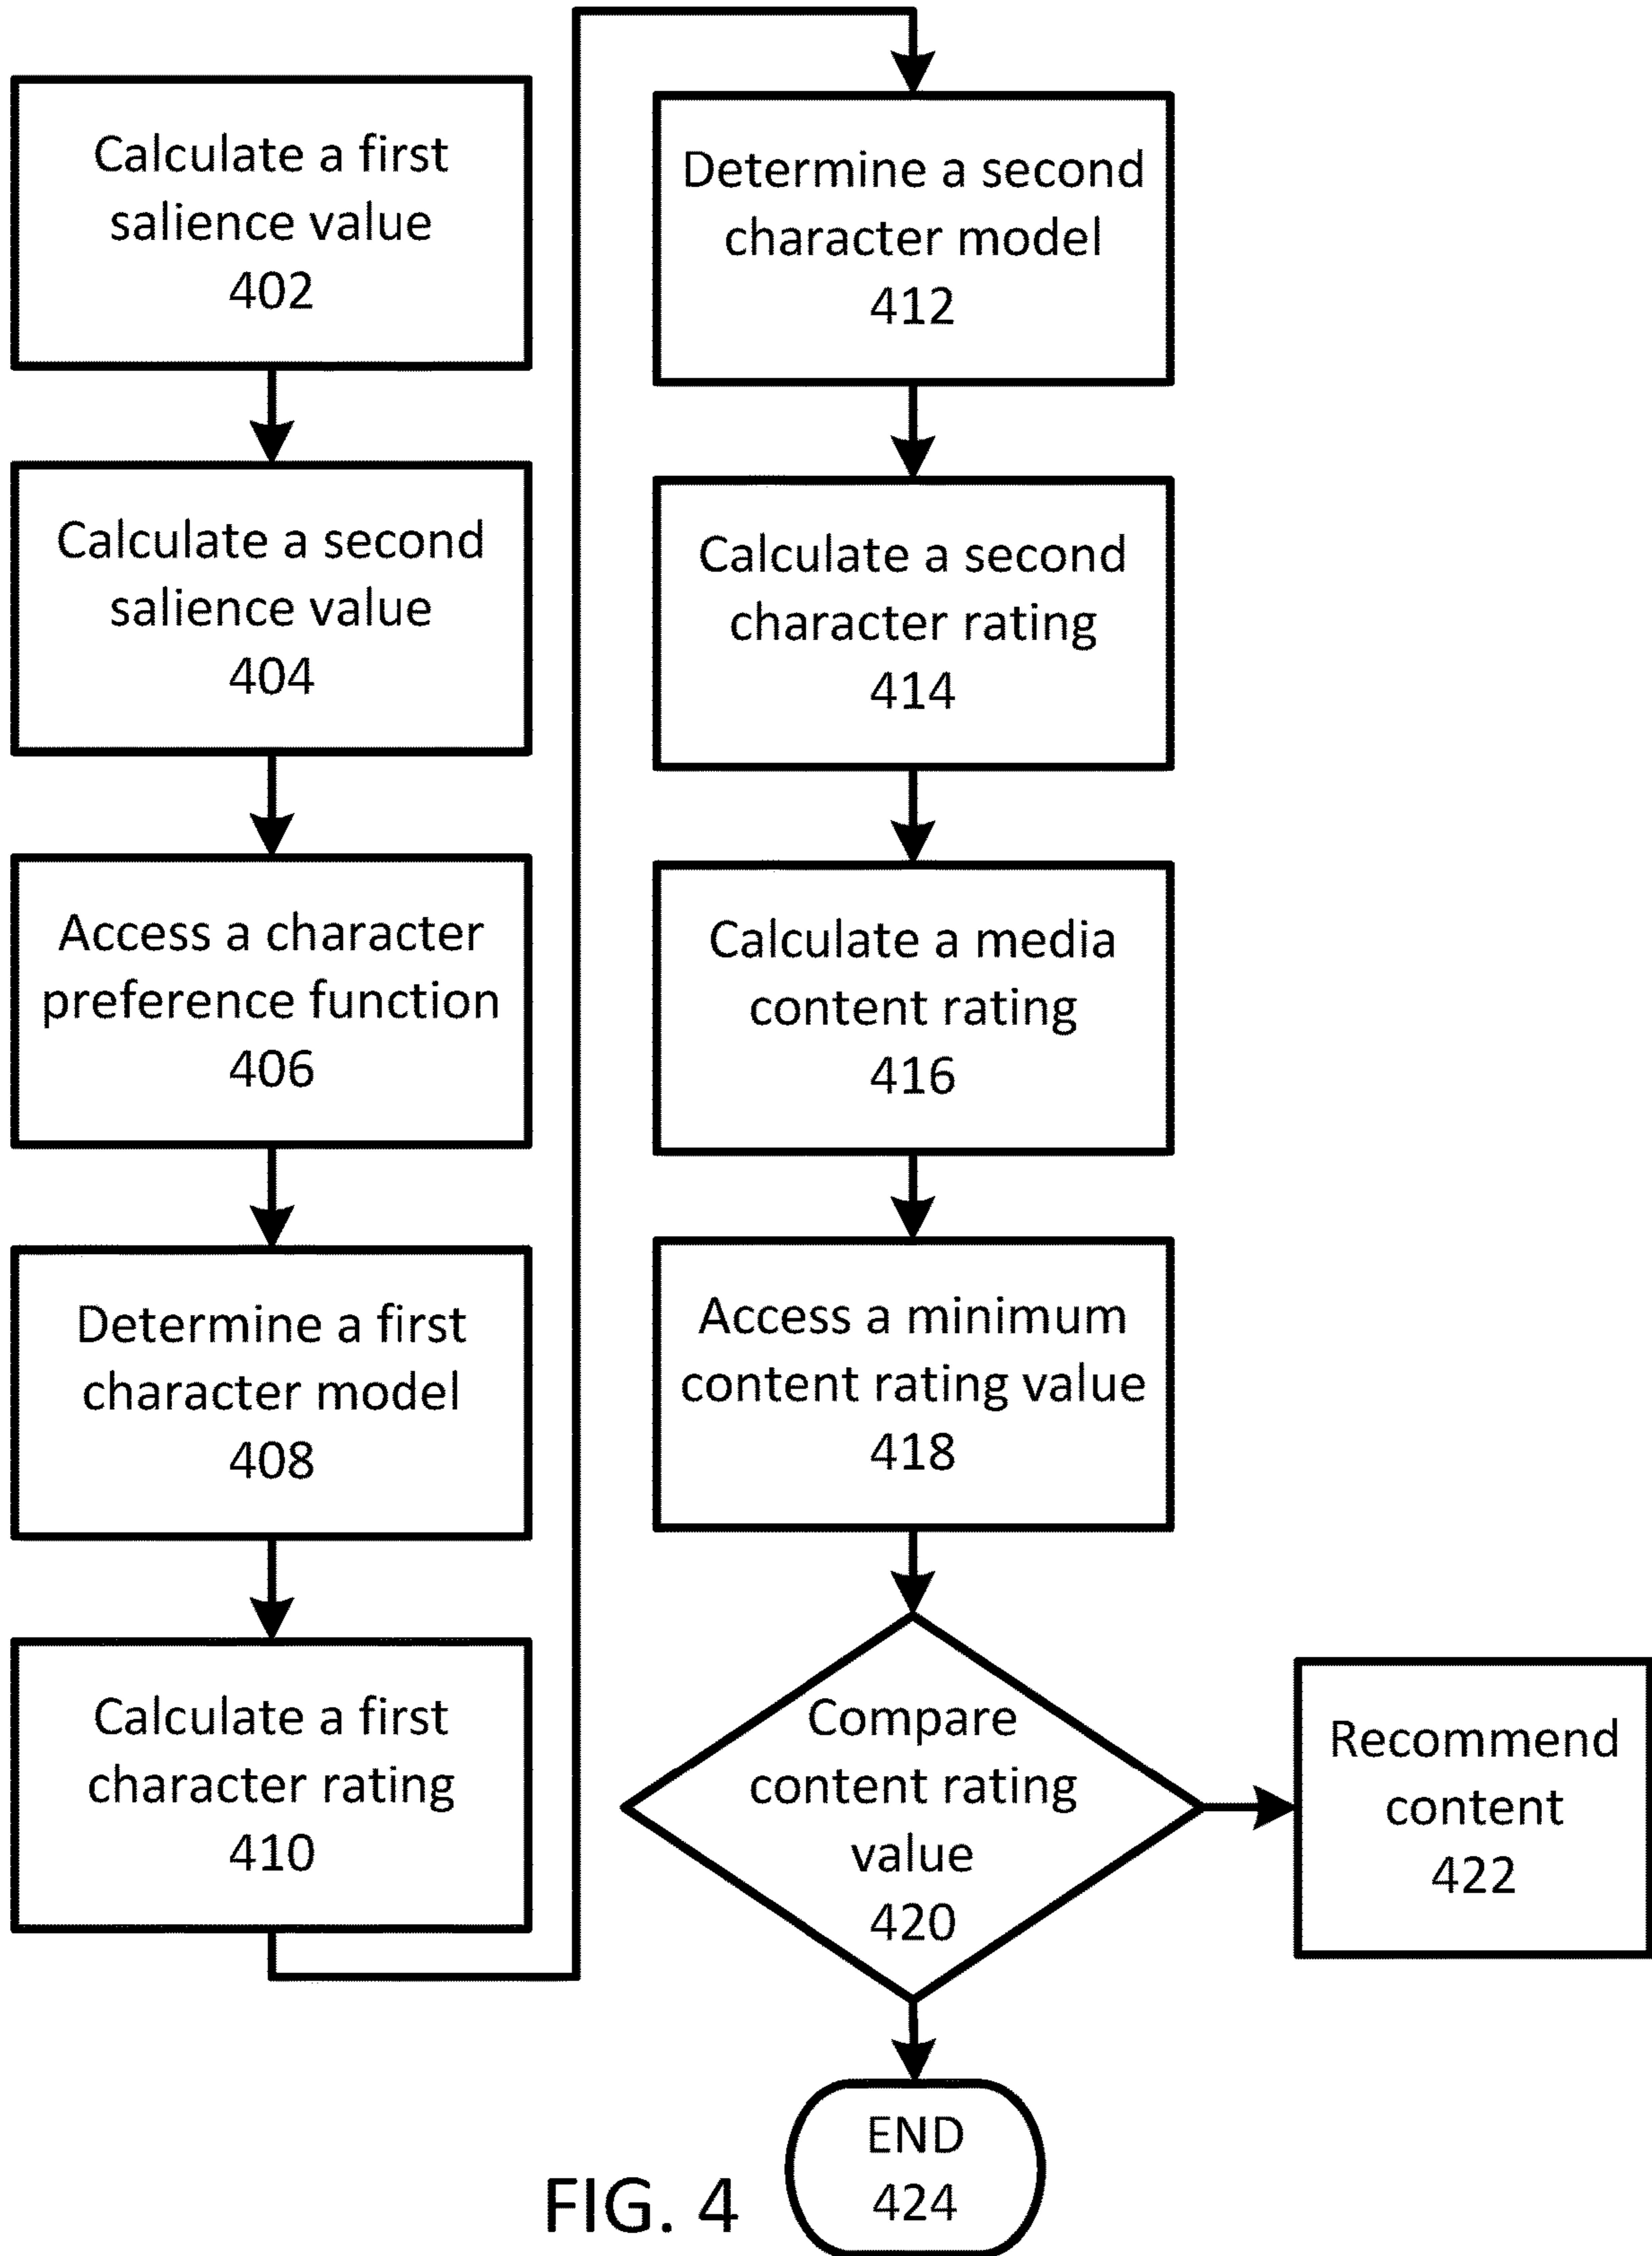 Calculate a first
salience value
402
Calculate a second
salience value
404
Access a character
preference function
406
Determine a first
character model
408
Calculate a first
character rating
410
Determine a second
character model
412
Calculate a second
character rating
414
Calculate a media
content rating
416
Access a minimum
content rating value
418
Compare
content rating
value
420
Recommend
content
422
END
424
FIG. 4